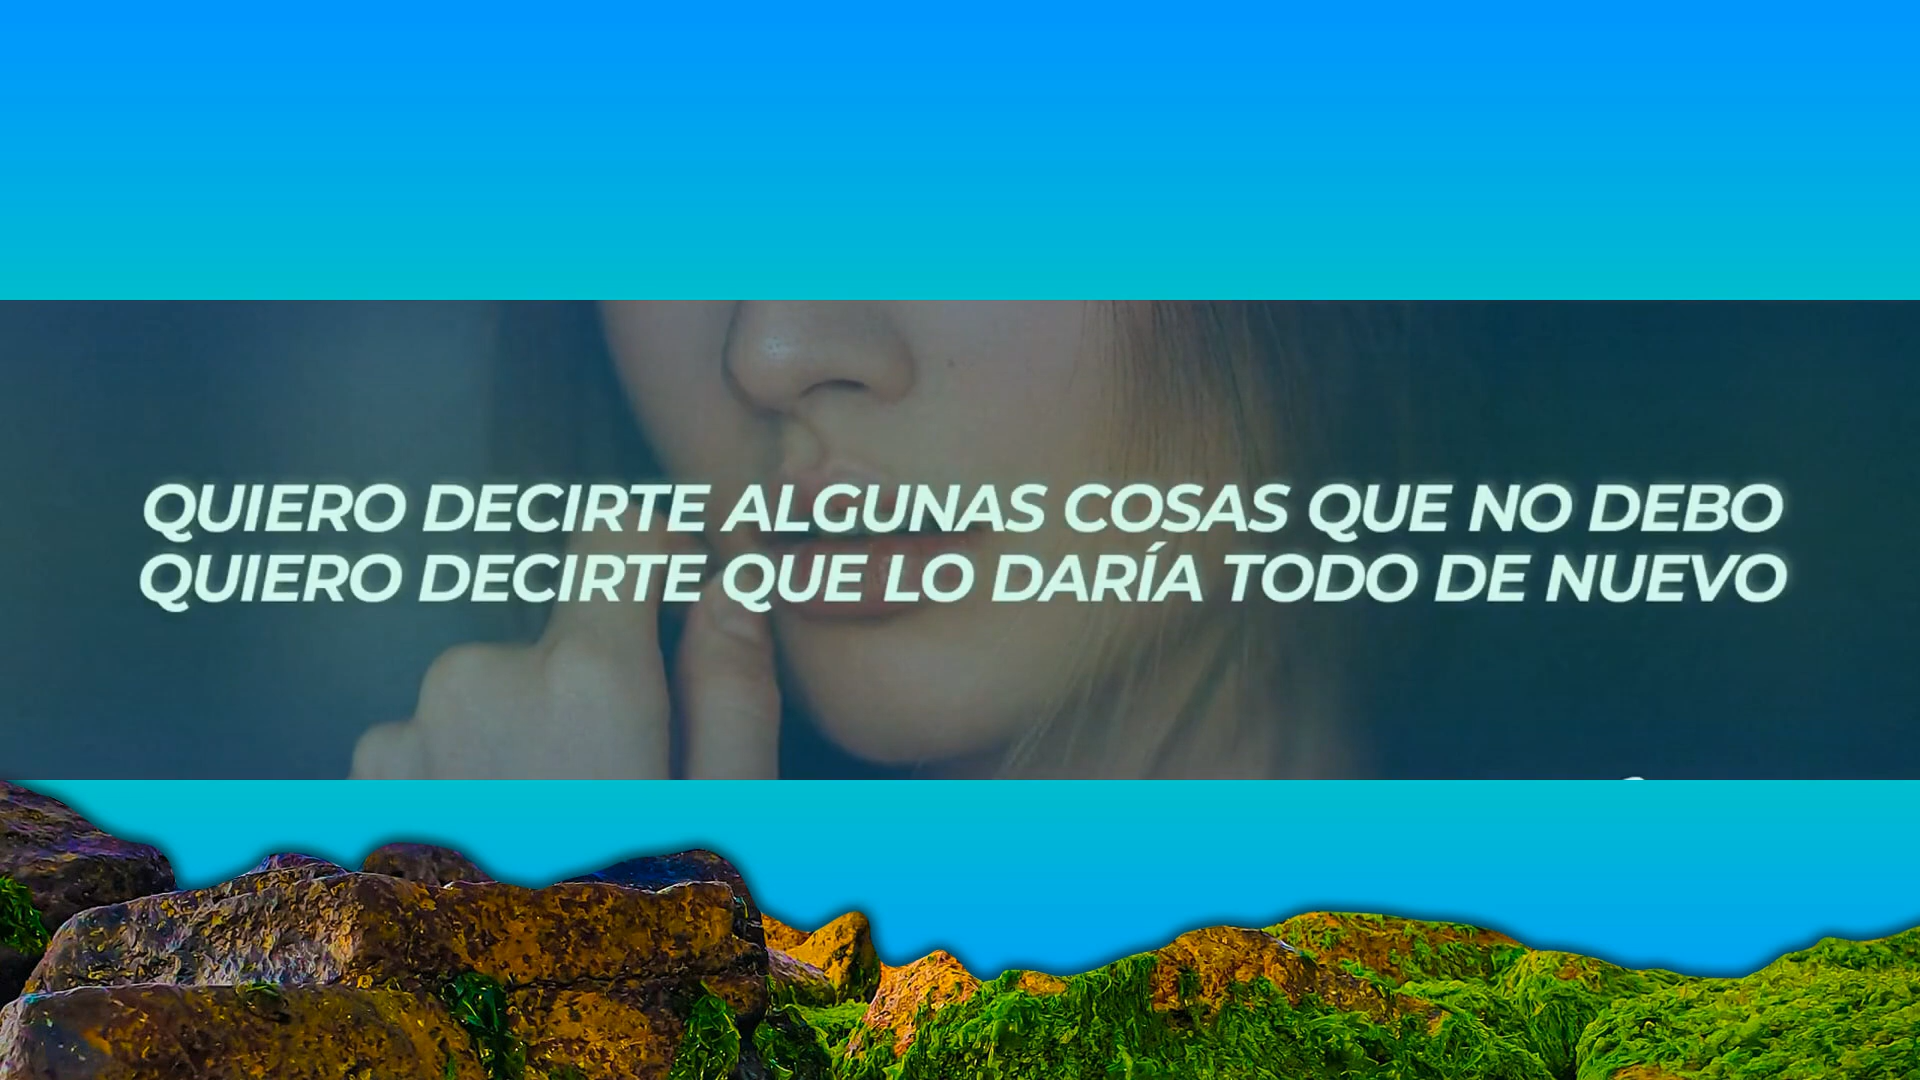 QUIERO DECIRTE ALGUNAS COSAS QUE NO DEBO
QUIERO DECIRTE QUE LO DARÍA TODO DE NUEVO